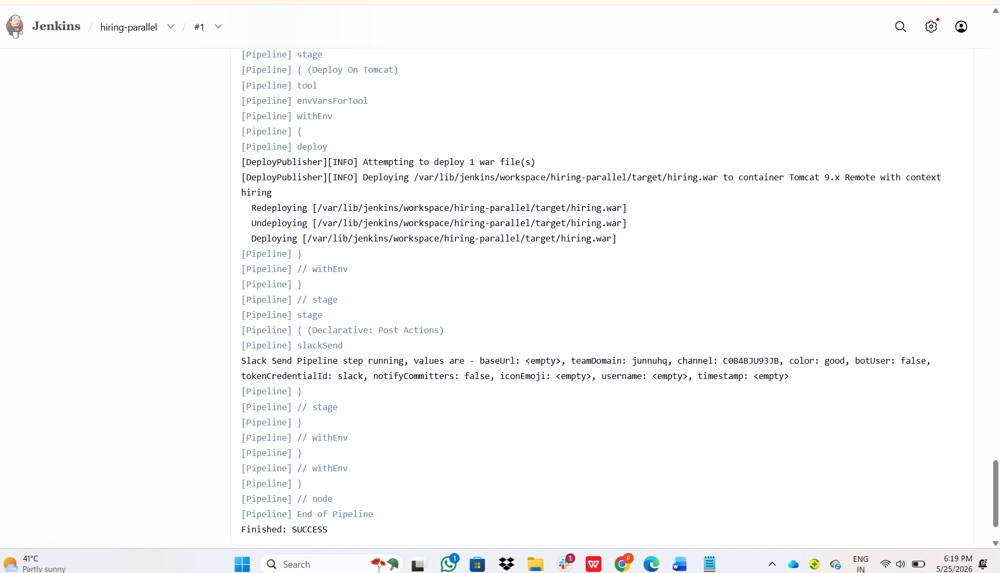 Jenkins / hiring-parallel / #1
[Pipeline] stage
[Pipeline] { (Deploy On Tomcat)
[Pipeline] tool
[Pipeline] envVarsForTool
[Pipeline] withEnv
[Pipeline] {
[Pipeline] deploy
[DeployPublisher][INFO] Attempting to deploy 1 war file(s)
[DeployPublisher][INFO] Deploying /var/lib/jenkins/workspace/hiring-parallel/target/hiring.war to container Tomcat 9.x Remote with context
hiring
  Redeploying [/var/lib/jenkins/workspace/hiring-parallel/target/hiring.war]
  Undeploying [/var/lib/jenkins/workspace/hiring-parallel/target/hiring.war]
  Deploying [/var/lib/jenkins/workspace/hiring-parallel/target/hiring.war]
[Pipeline] }
[Pipeline] // withEnv
[Pipeline] }
[Pipeline] // stage
[Pipeline] stage
[Pipeline] { (Declarative: Post Actions)
[Pipeline] slackSend
Slack Send Pipeline step running, values are - baseUrl: <empty>, teamDomain: junnuhq, channel: C0B4BJU93JB, color: good, botUser: false,
tokenCredentialId: slack, notifyCommitters: false, iconEmoji: <empty>, username: <empty>, timestamp: <empty>
[Pipeline] }
[Pipeline] // stage
[Pipeline] }
[Pipeline] // withEnv
[Pipeline] }
[Pipeline] // withEnv
[Pipeline] }
[Pipeline] // node
[Pipeline] End of Pipeline
Finished: SUCCESS
41°C
Partly sunny
Search
1
1
P
W
ENG
IN
6:19 PM
5/25/2026